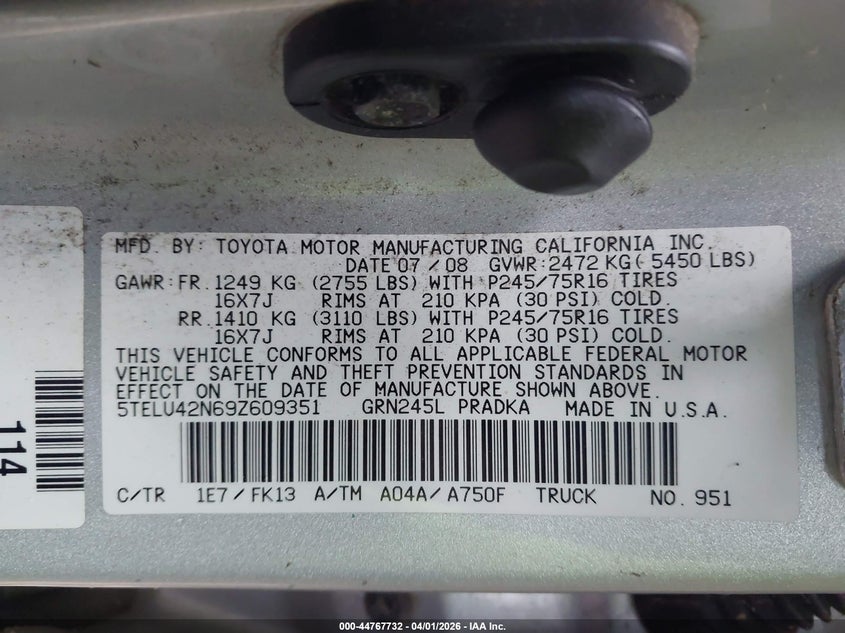 MFD. BY: TOYOTA MOTOR MANUFACTURING CALIFORNIA INC.
DATE 07 / 08 GVWR: 2472 KG ( 5450 LBS)
GAWR: FR. 1249 KG (2755 LBS) WITH P245/75R16 TIRES
16X7J RIMS AT 210 KPA (30 PSI) COLD.
RR. 1410 KG (3110 LBS) WITH P245/75R16 TIRES
16X7J RIMS AT 210 KPA (30 PSI) COLD.
THIS VEHICLE CONFORMS TO ALL APPLICABLE FEDERAL MOTOR
VEHICLE SAFETY AND THEFT PREVENTION STANDARDS IN
EFFECT ON THE DATE OF MANUFACTURE SHOWN ABOVE.
5TELU42N69Z609351 GRN245L PRADKA MADE IN U.S.A.
C/TR 1E7 / FK13 A/TM A04A / A750F TRUCK NO. 951
114
000-44767732 - 04/01/2026 - IAA Inc.